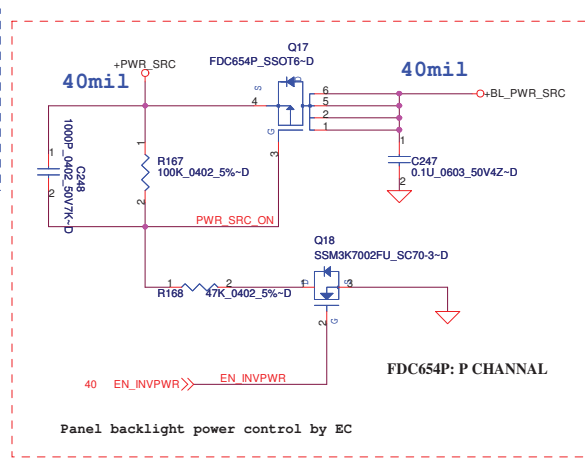 Q17
FDC654P_SSOT6~D
+PWR_SRC
40mil
40mil
S
D
4
6
5
2
1
+BL_PWR_SRC
G
3
1
1000P_0402_50V7K~D
C248
2
1
R167
100K_0402_5%~D
2
1
C247
0.1U_0603_50V4Z~D
2
PWR_SRC_ON
Q18
SSM3K7002FU_SC70-3~D
1
R168
2
47K_0402_5%~D
1
D
S
3
2
G
40
EN_INVPWR
EN_INVPWR
FDC654P: P CHANNAL
Panel backlight power control by EC